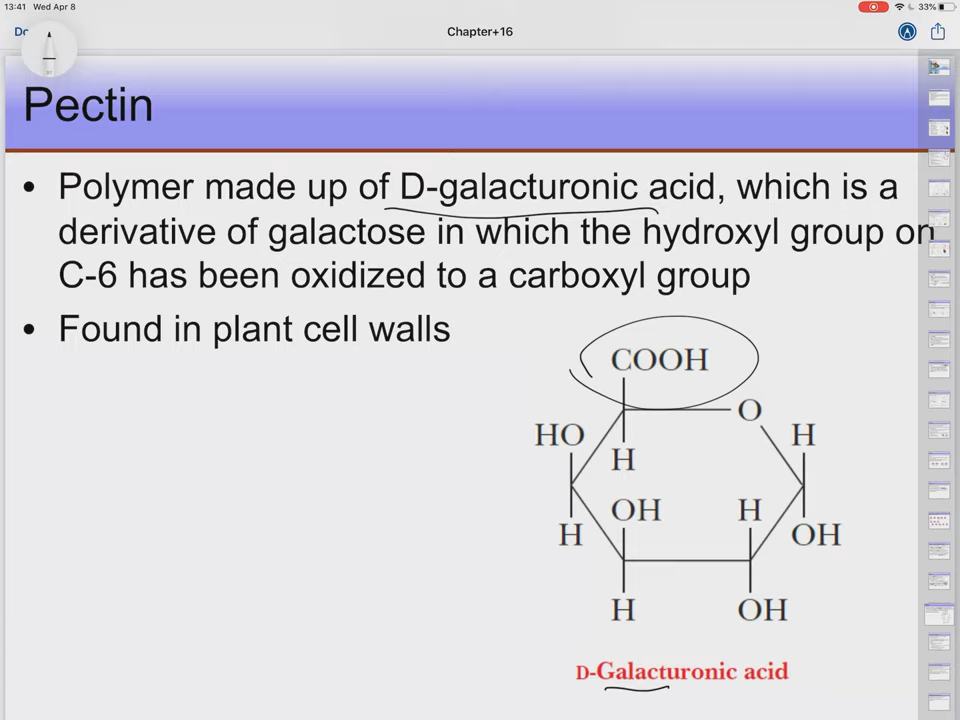 13:41 Wed Apr 8
33%
Do
Chapter+16
Pectin
• Polymer made up of D-galacturonic acid, which is a
derivative of galactose in which the hydroxyl group on
C-6 has been oxidized to a carboxyl group
• Found in plant cell walls
COOH
O
HO
H
H
OH
H
H
OH
H
OH
D-Galacturonic acid